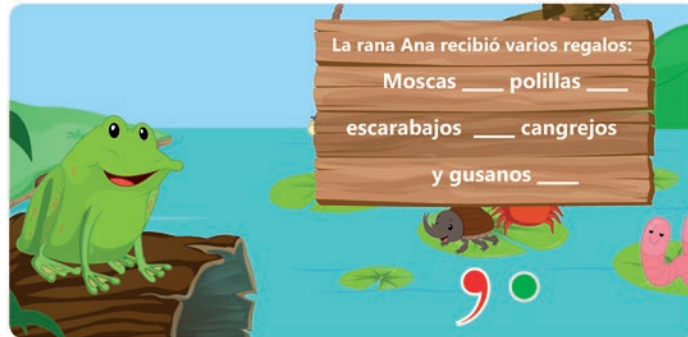 La rana Ana recibió varios regalos:
Moscas ____ polillas ____
escarabajos ____ cangrejos
y gusanos ____
, .